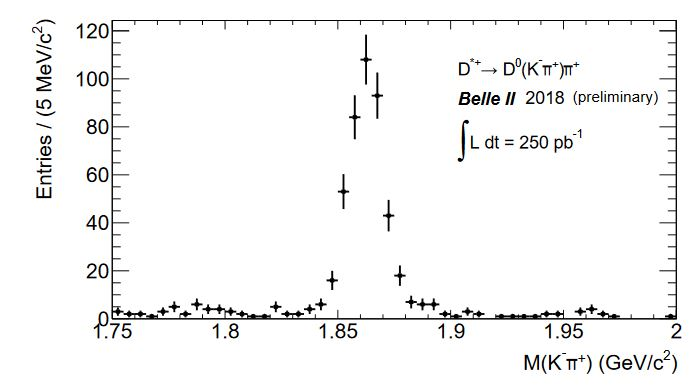 Entries / (5 MeV/c²)
120
100
80
60
40
20
0
D*⁺→ D⁰(K⁻π⁺)π⁺
Belle II 2018 (preliminary)
∫L dt = 250 pb⁻¹
1.75 1.8 1.85 1.9 1.95 2
M(K⁻π⁺) (GeV/c²)